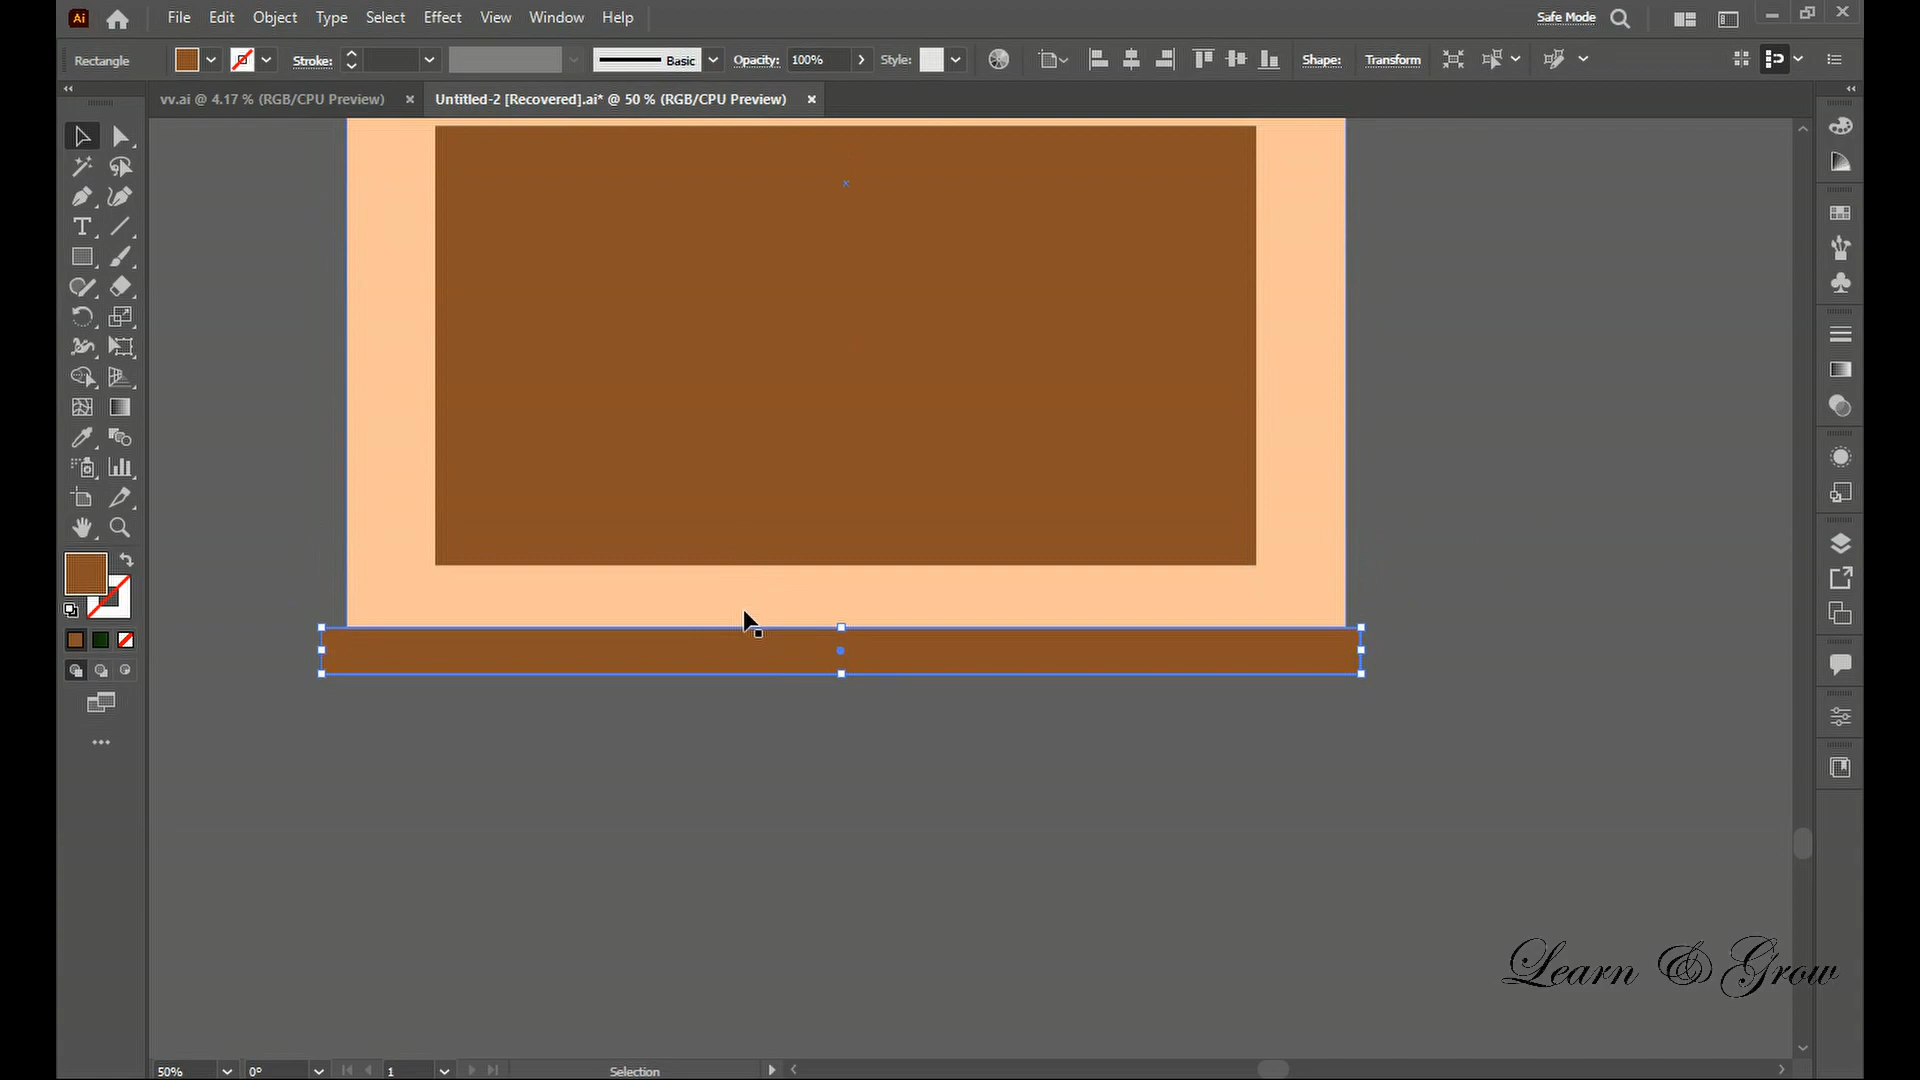 Ai File Edit Object Type Select Effect View Window Help Safe Mode
Rectangle Stroke: Basic Opacity: 100% Style: Shape: Transform
vv.ai @ 4.17 % (RGB/CPU Preview) × Untitled-2 [Recovered].ai* @ 50 % (RGB/CPU Preview) ×
Learn & Grow
50% 0° 1 Selection